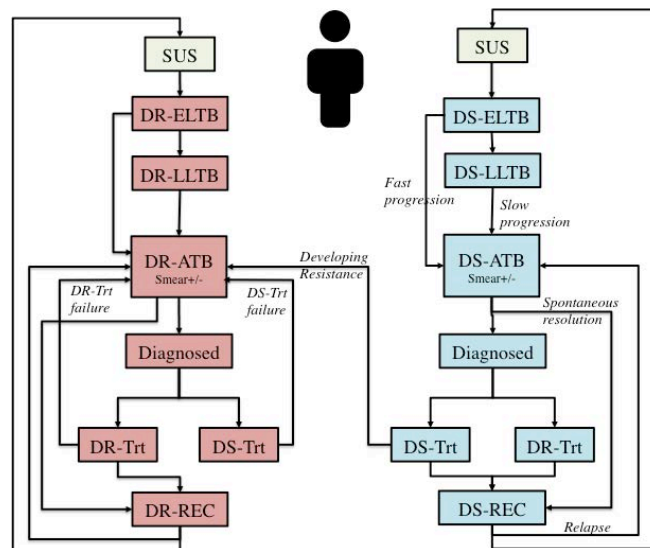 SUS
DR-ELTB
DR-LLTB
DR-ATB
Smear+/-
DR-Trt
failure
DS-Trt
failure
Diagnosed
DR-Trt
DS-Trt
DR-REC
Developing
Resistance
SUS
DS-ELTB
DS-LLTB
Fast
progression
Slow
progression
DS-ATB
Smear+/-
Spontaneous
resolution
Diagnosed
DS-Trt
DR-Trt
DS-REC
Relapse